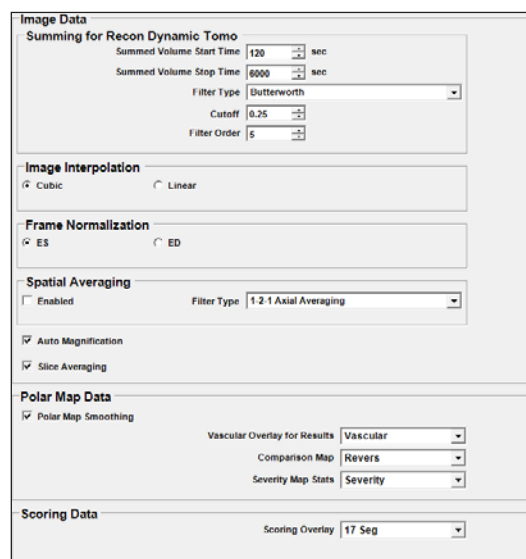 Image Data
Summing for Recon Dynamic Tomo
Summed Volume Start Time 120 sec
Summed Volume Stop Time 6000 sec
Filter Type Butterworth
Cutoff 0.25
Filter Order 5
Image Interpolation
Cubic Linear
Frame Normalization
ES ED
Spatial Averaging
Enabled Filter Type 1-2-1 Axial Averaging
Auto Magnification
Slice Averaging
Polar Map Data
Polar Map Smoothing
Vascular Overlay for Results Vascular
Comparison Map Revers
Severity Map Stats Severity
Scoring Data
Scoring Overlay 17 Seg